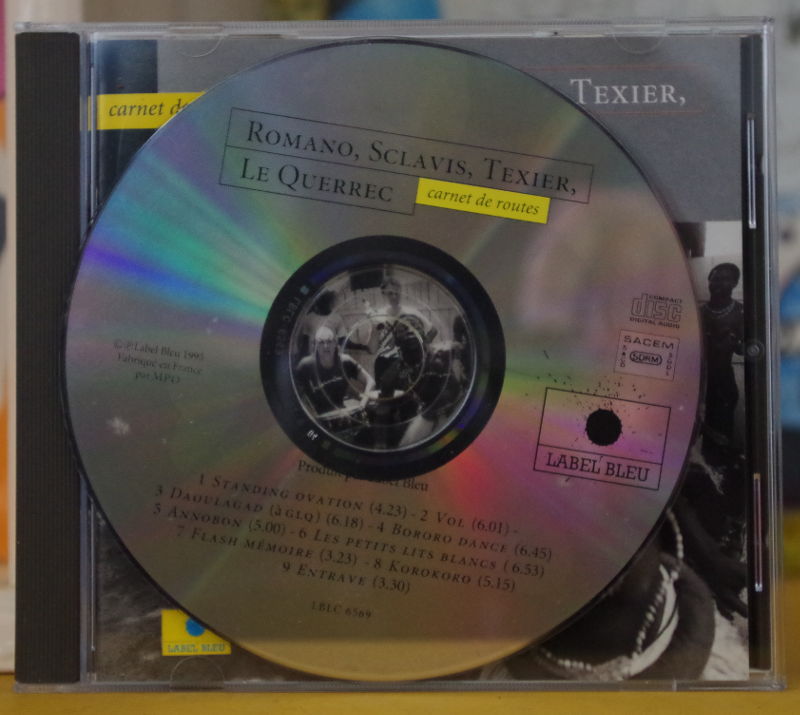 TEXIER,
carnet de
ROMANO, SCLAVIS, TEXIER,
LE QUERREC
carnet de routes
COMPACT
disc
DIGITAL AUDIO
SACEM
SDRM
© P.Label Bleu 1995
Fabriqué en France
par MPO
LABEL BLEU
Bleu
1 STANDING OVATION (4.23) - 2 VOL (6.01) -
3 DAOULAGAD (à GLQ) (6.18) - 4 BORORO DANCE (6.45)
5 ANNOBON (5.00) - 6 LES PETITS LITS BLANCS (6.53)
7 FLASH MÉMOIRE (3.23) - 8 KOROKORO (5.15)
9 ENTRAVE (3.30)
LBLC 6569
LABEL BLEU